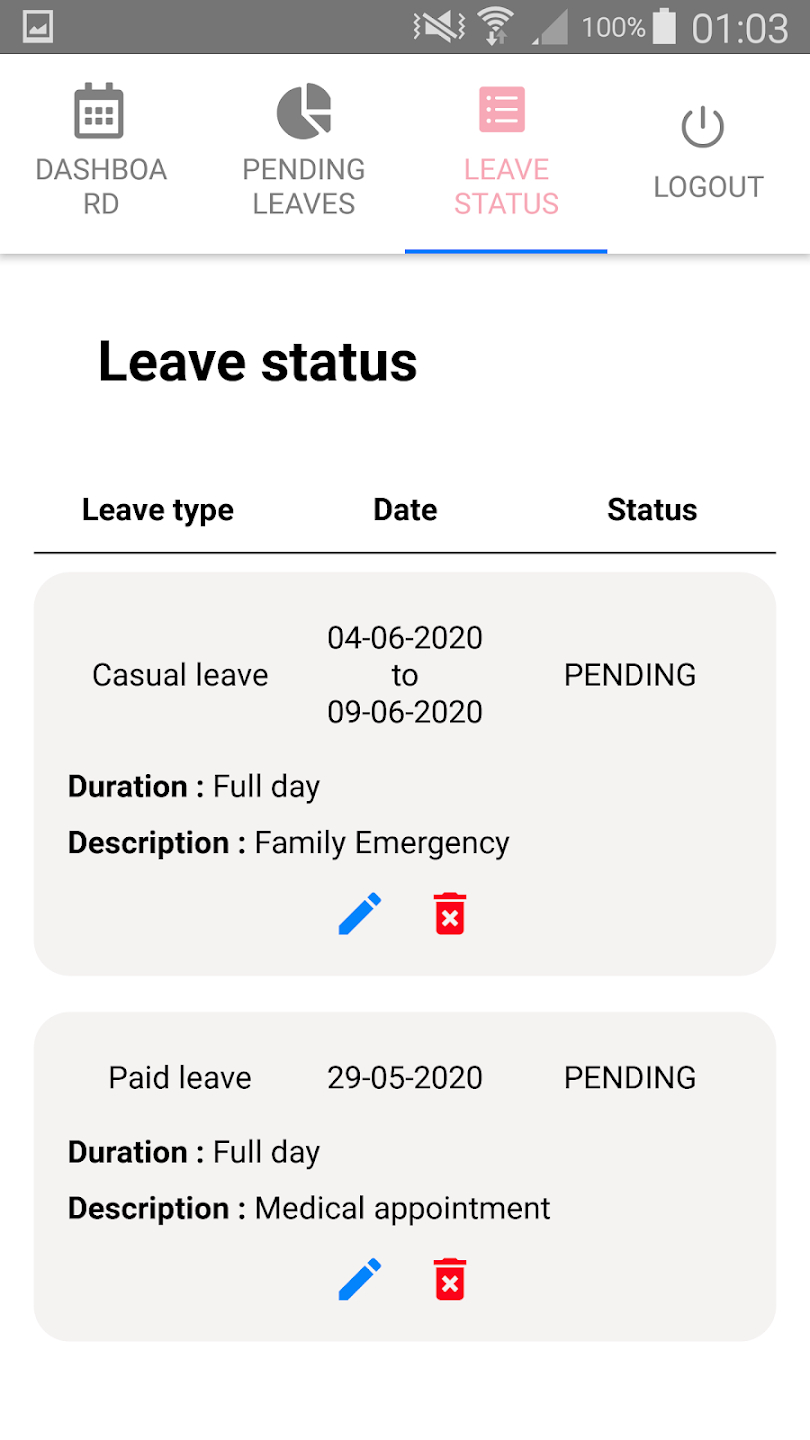 100% 01:03
DASHBOA
RD
PENDING
LEAVES
LEAVE
STATUS
LOGOUT
Leave status
Leave type Date Status
04-06-2020
Casual leave to PENDING
09-06-2020
Duration : Full day
Description : Family Emergency
Paid leave 29-05-2020 PENDING
Duration : Full day
Description : Medical appointment